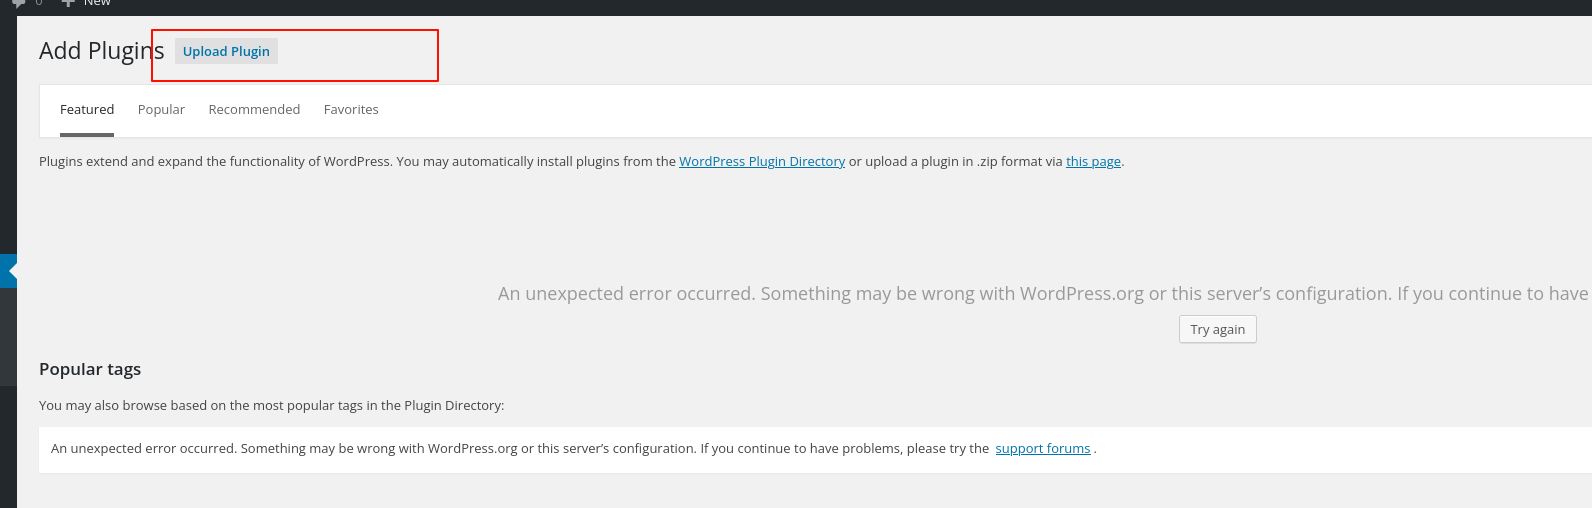 0 New
Add Plugins Upload Plugin
Featured Popular Recommended Favorites
Plugins extend and expand the functionality of WordPress. You may automatically install plugins from the WordPress Plugin Directory or upload a plugin in .zip format via this page.
An unexpected error occurred. Something may be wrong with WordPress.org or this server’s configuration. If you continue to have
Try again
Popular tags
You may also browse based on the most popular tags in the Plugin Directory:
An unexpected error occurred. Something may be wrong with WordPress.org or this server’s configuration. If you continue to have problems, please try the support forums .